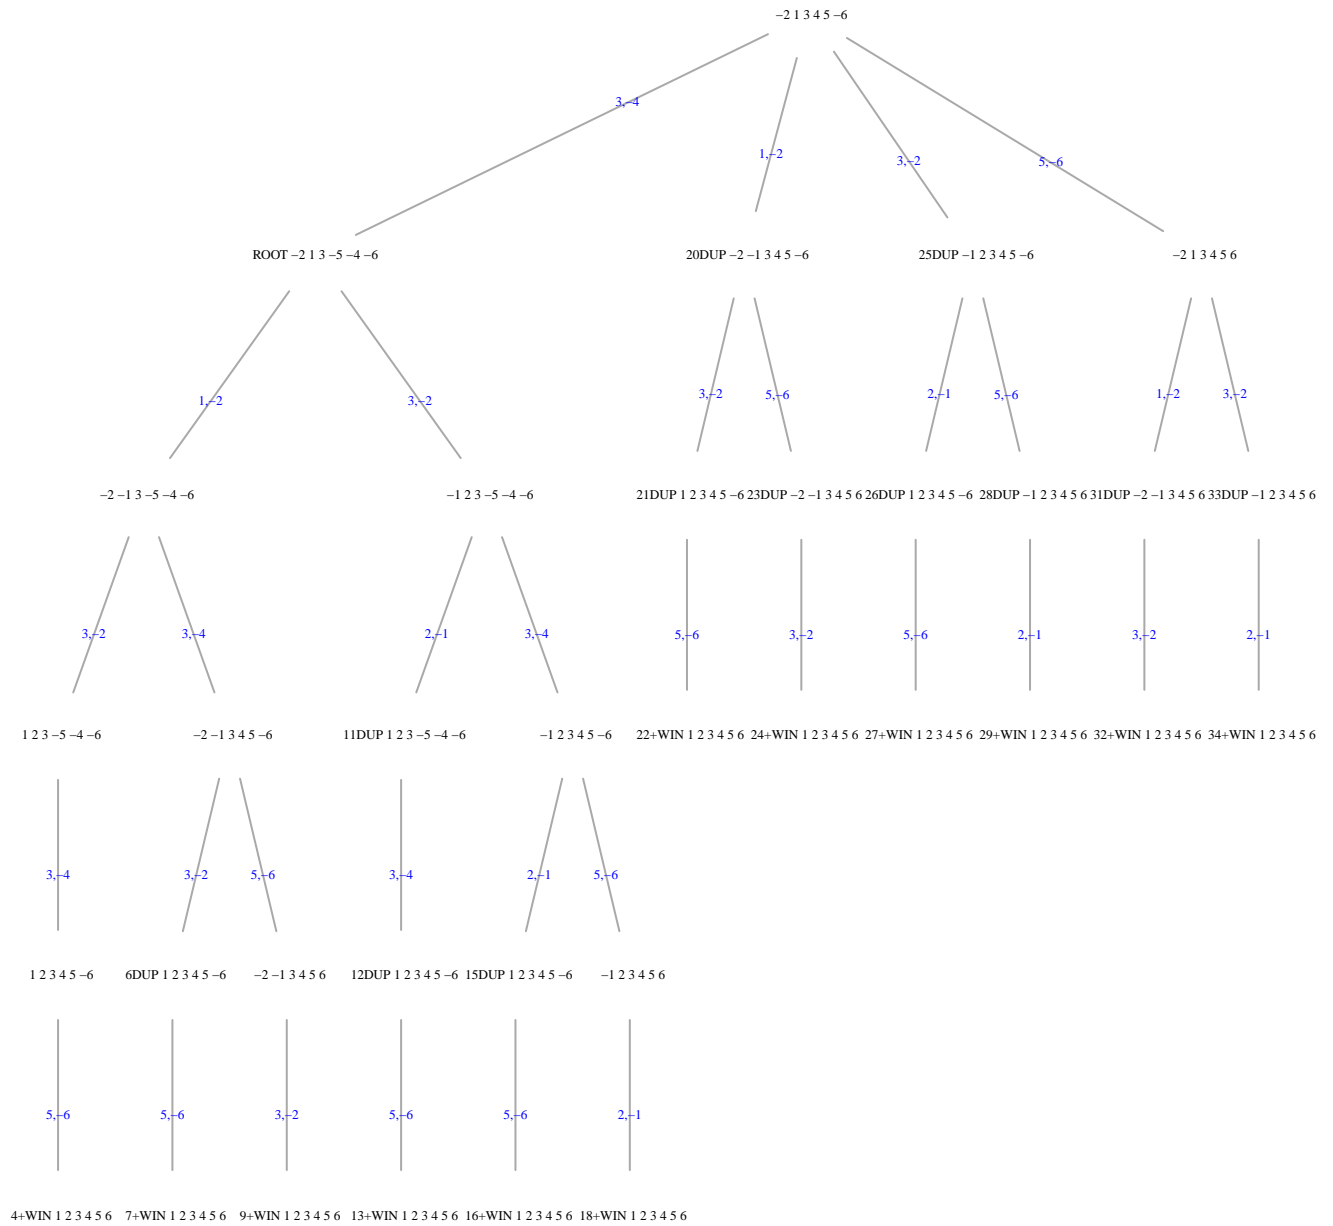 −2 1 3 4 5 −6
3,−4
1,−2
3,−2
5,−6
ROOT −2 1 3 −5 −4 −6
20DUP −2 −1 3 4 5 −6
25DUP −1 2 3 4 5 −6
−2 1 3 4 5 6
1,−2
3,−2
3,−2
5,−6
2,−1
5,−6
1,−2
3,−2
−2 −1 3 −5 −4 −6
−1 2 3 −5 −4 −6
21DUP 1 2 3 4 5 −6
23DUP −2 −1 3 4 5 6
26DUP 1 2 3 4 5 −6
28DUP −1 2 3 4 5 6
31DUP −2 −1 3 4 5 6
33DUP −1 2 3 4 5 6
3,−2
3,−4
2,−1
3,−4
5,−6
3,−2
5,−6
2,−1
3,−2
2,−1
1 2 3 −5 −4 −6
−2 −1 3 4 5 −6
11DUP 1 2 3 −5 −4 −6
−1 2 3 4 5 −6
22+WIN 1 2 3 4 5 6
24+WIN 1 2 3 4 5 6
27+WIN 1 2 3 4 5 6
29+WIN 1 2 3 4 5 6
32+WIN 1 2 3 4 5 6
34+WIN 1 2 3 4 5 6
3,−4
3,−2
5,−6
3,−4
2,−1
5,−6
1 2 3 4 5 −6
6DUP 1 2 3 4 5 −6
−2 −1 3 4 5 6
12DUP 1 2 3 4 5 −6
15DUP 1 2 3 4 5 −6
−1 2 3 4 5 6
5,−6
5,−6
3,−2
5,−6
5,−6
2,−1
4+WIN 1 2 3 4 5 6
7+WIN 1 2 3 4 5 6
9+WIN 1 2 3 4 5 6
13+WIN 1 2 3 4 5 6
16+WIN 1 2 3 4 5 6
18+WIN 1 2 3 4 5 6